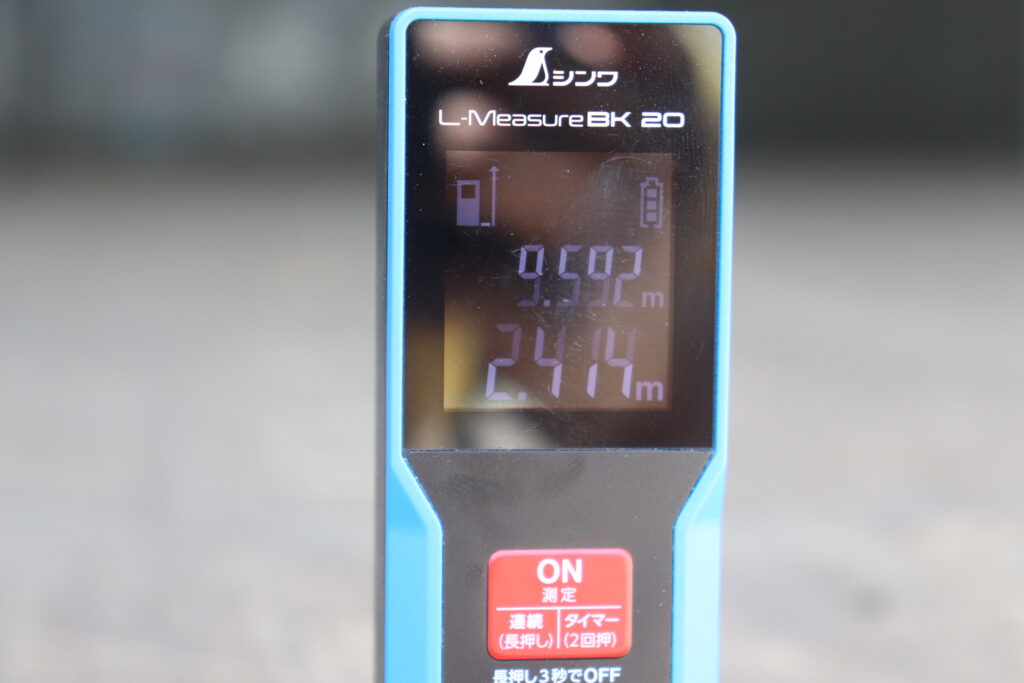 シンワ
L-Measure BK 20
9.592 m
2.414 m
ON
測定
連続 タイマー
(長押し) (2回押)
長押し3秒でOFF